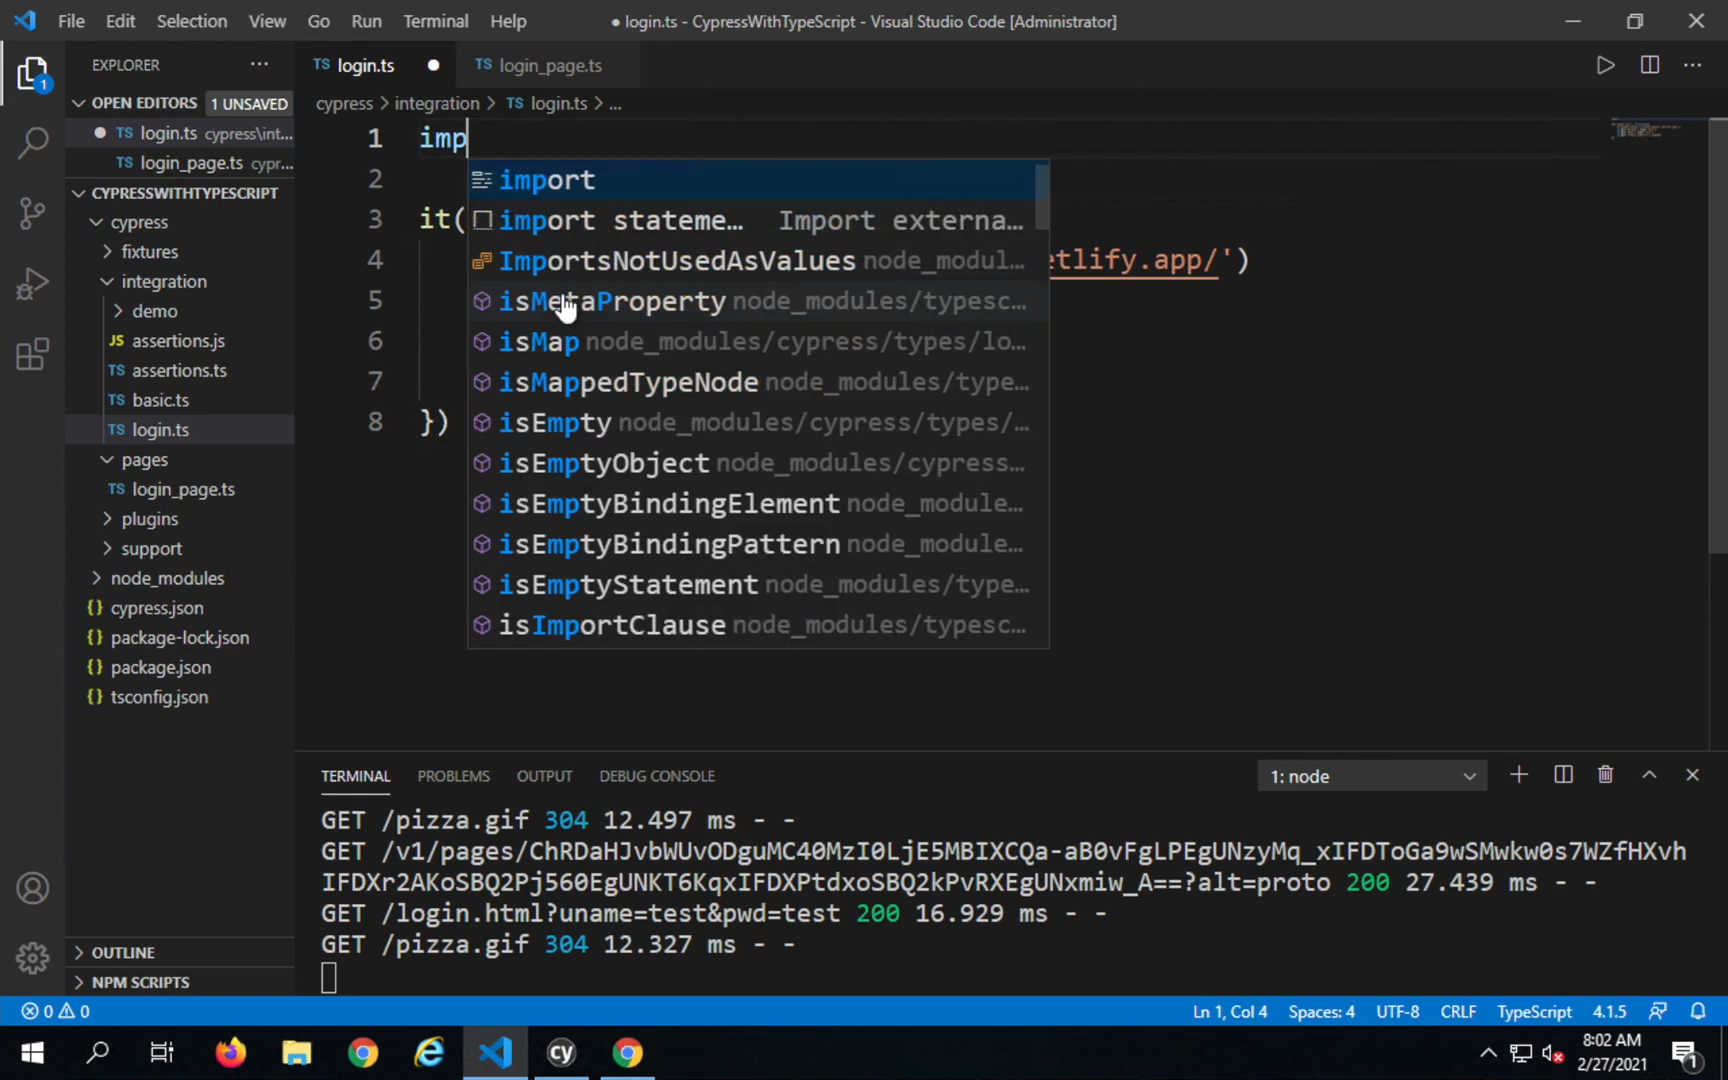 File Edit Selection View Go Run Terminal Help ● login.ts - CypressWithTypeScript - Visual Studio Code [Administrator]
EXPLORER ···
TS login.ts ● TS login_page.ts
OPEN EDITORS 1 UNSAVED
● TS login.ts cypress\int...
TS login_page.ts cypr...
CYPRESSWITHTYPESCRIPT
cypress
fixtures
integration
demo
JS assertions.js
TS assertions.ts
TS basic.ts
TS login.ts
pages
TS login_page.ts
plugins
support
node_modules
{} cypress.json
{} package-lock.json
{} package.json
{} tsconfig.json
OUTLINE
NPM SCRIPTS
cypress > integration > TS login.ts > ...
1 imp
2 import
3 it( import stateme... Import externa...
4 ImportsNotUsedAsValues node_modul... etlify.app/')
5 isMetaProperty node_modules/typesc...
6 isMap node_modules/cypress/types/lo...
7 isMappedTypeNode node_modules/type...
8 }) isEmpty node_modules/cypress/types/...
isEmptyObject node_modules/cypress...
isEmptyBindingElement node_module...
isEmptyBindingPattern node_module...
isEmptyStatement node_modules/type...
isImportClause node_modules/typesc...
TERMINAL PROBLEMS OUTPUT DEBUG CONSOLE 1: node
GET /pizza.gif 304 12.497 ms - -
GET /v1/pages/ChRDaHJvbWUvODguMC40MzI0LjE5MBIXCQa-aB0vFgLPEgUNzyMq_xIFDToGa9wSMwkw0s7WZfHXvh
IFDXr2AKoSBQ2Pj560EgUNKT6KqxIFDXPtdxoSBQ2kPvRXEgUNxmiw_A==?alt=proto 200 27.439 ms - -
GET /login.html?uname=test&pwd=test 200 16.929 ms - -
GET /pizza.gif 304 12.327 ms - -
0 0 Ln 1, Col 4 Spaces: 4 UTF-8 CRLF TypeScript 4.1.5
cy 8:02 AM
2/27/2021 1